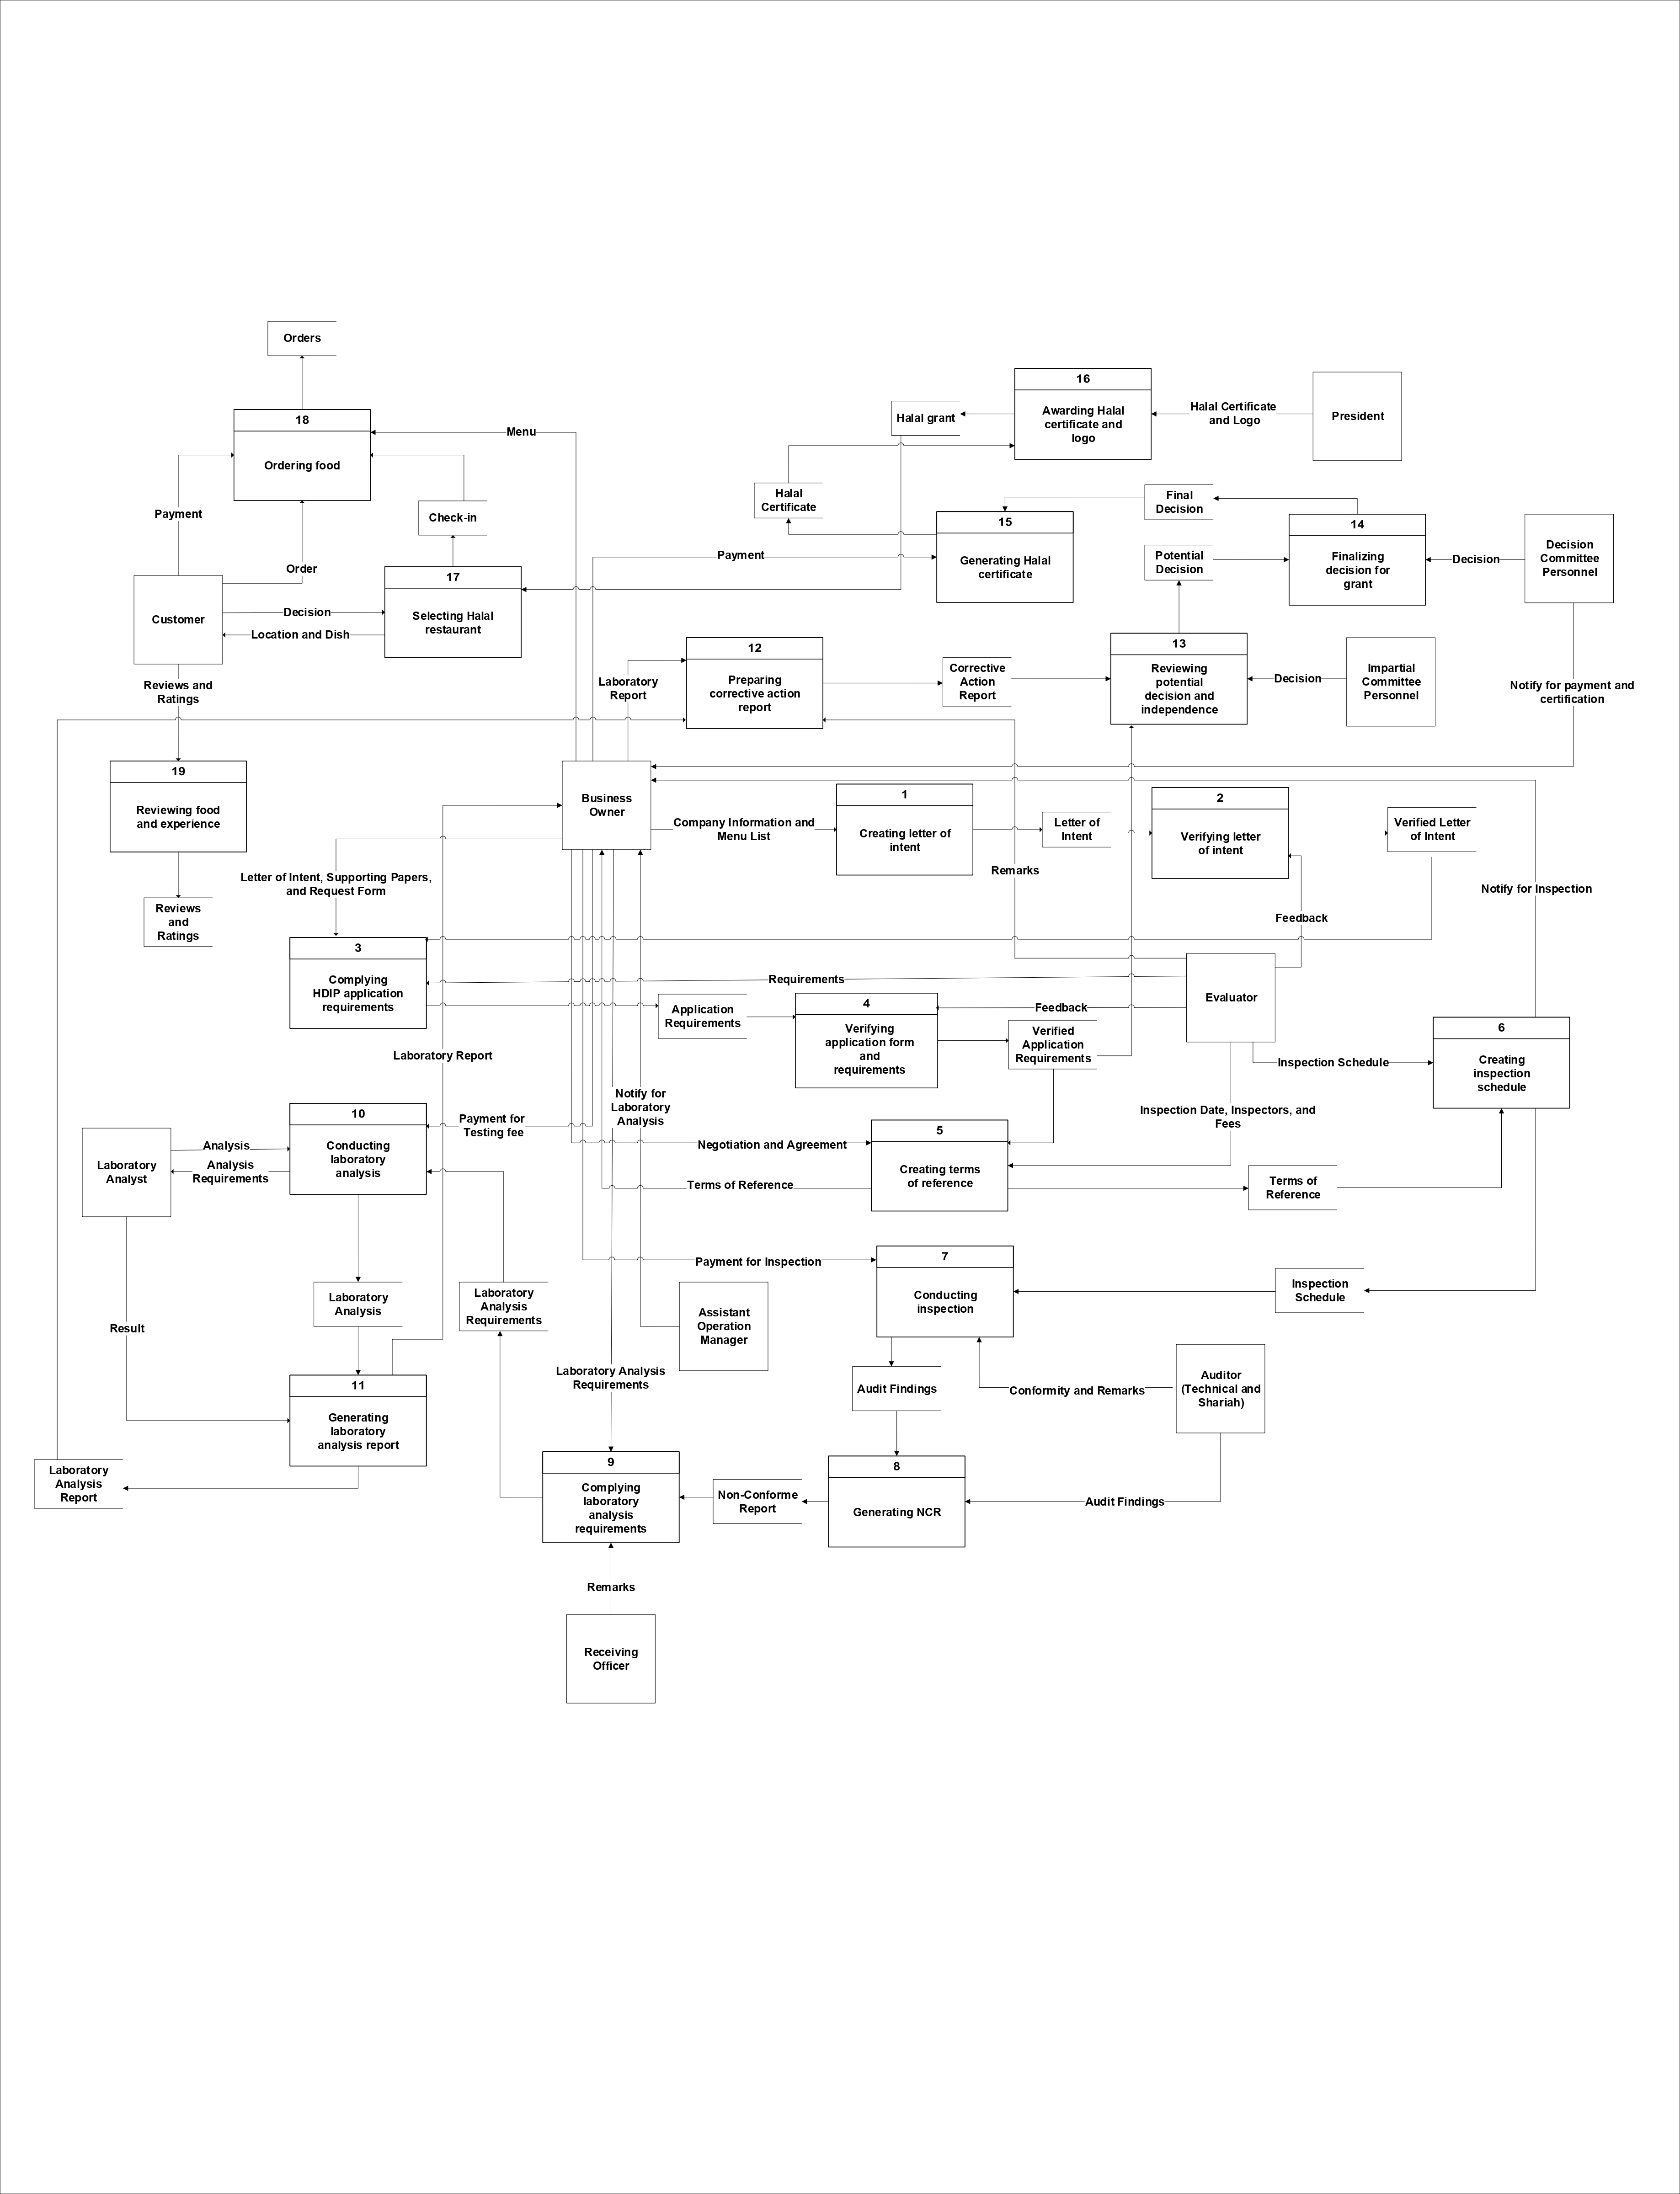 Orders
18
Ordering food
Menu
Payment
Check-in
Order
17
Selecting Halal
restaurant
Customer
Decision
Location and Dish
Reviews and
Ratings
19
Reviewing food
and experience
Reviews
and
Ratings
16
Awarding Halal
certificate and
logo
Halal Certificate
and Logo
President
Halal grant
Halal
Certificate
15
Generating Halal
certificate
Payment
Final
Decision
14
Finalizing
decision for
grant
Decision
Decision
Committee
Personnel
Potential
Decision
12
Preparing
corrective action
report
Laboratory
Report
Corrective
Action
Report
13
Reviewing
potential
decision and
independence
Decision
Impartial
Committee
Personnel
Notify for payment and
certification
Business
Owner
Company Information and
Menu List
1
Creating letter of
intent
Letter of
Intent
2
Verifying letter
of intent
Verified Letter
of Intent
Remarks
Feedback
Notify for Inspection
Letter of Intent, Supporting Papers,
and Request Form
3
Complying
HDIP application
requirements
Requirements
Evaluator
Application
Requirements
4
Verifying
application form
and
requirements
Feedback
Verified
Application
Requirements
Inspection Schedule
6
Creating
inspection
schedule
Laboratory Report
Notify for
Laboratory
Analysis
Inspection Date, Inspectors, and
Fees
10
Conducting
laboratory
analysis
Payment for
Testing fee
Laboratory
Analyst
Analysis
Analysis
Requirements
Negotiation and Agreement
5
Creating terms
of reference
Terms of Reference
Terms of
Reference
7
Conducting
inspection
Payment for Inspection
Inspection
Schedule
Laboratory
Analysis
Laboratory
Analysis
Requirements
Assistant
Operation
Manager
Result
Laboratory Analysis
Requirements
Audit Findings
Conformity and Remarks
Auditor
(Technical and
Shariah)
11
Generating
laboratory
analysis report
Laboratory
Analysis
Report
9
Complying
laboratory
analysis
requirements
Non-Conforme
Report
8
Generating NCR
Audit Findings
Remarks
Receiving
Officer